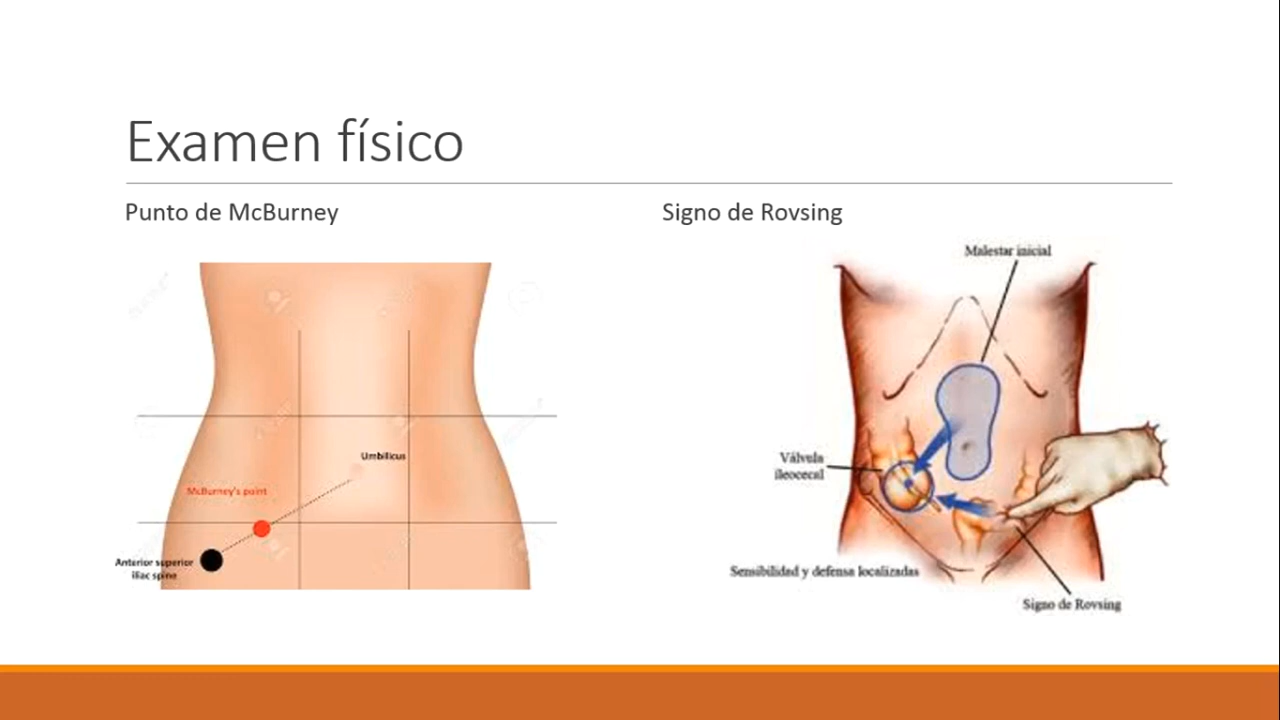 Examen físico
Punto de McBurney
Umbilicus
McBurney's point
Anterior superior
iliac spine
Signo de Rovsing
Malestar inicial
Válvula
ileocecal
Sensibilidad y defensa localizadas
Signo de Rovsing